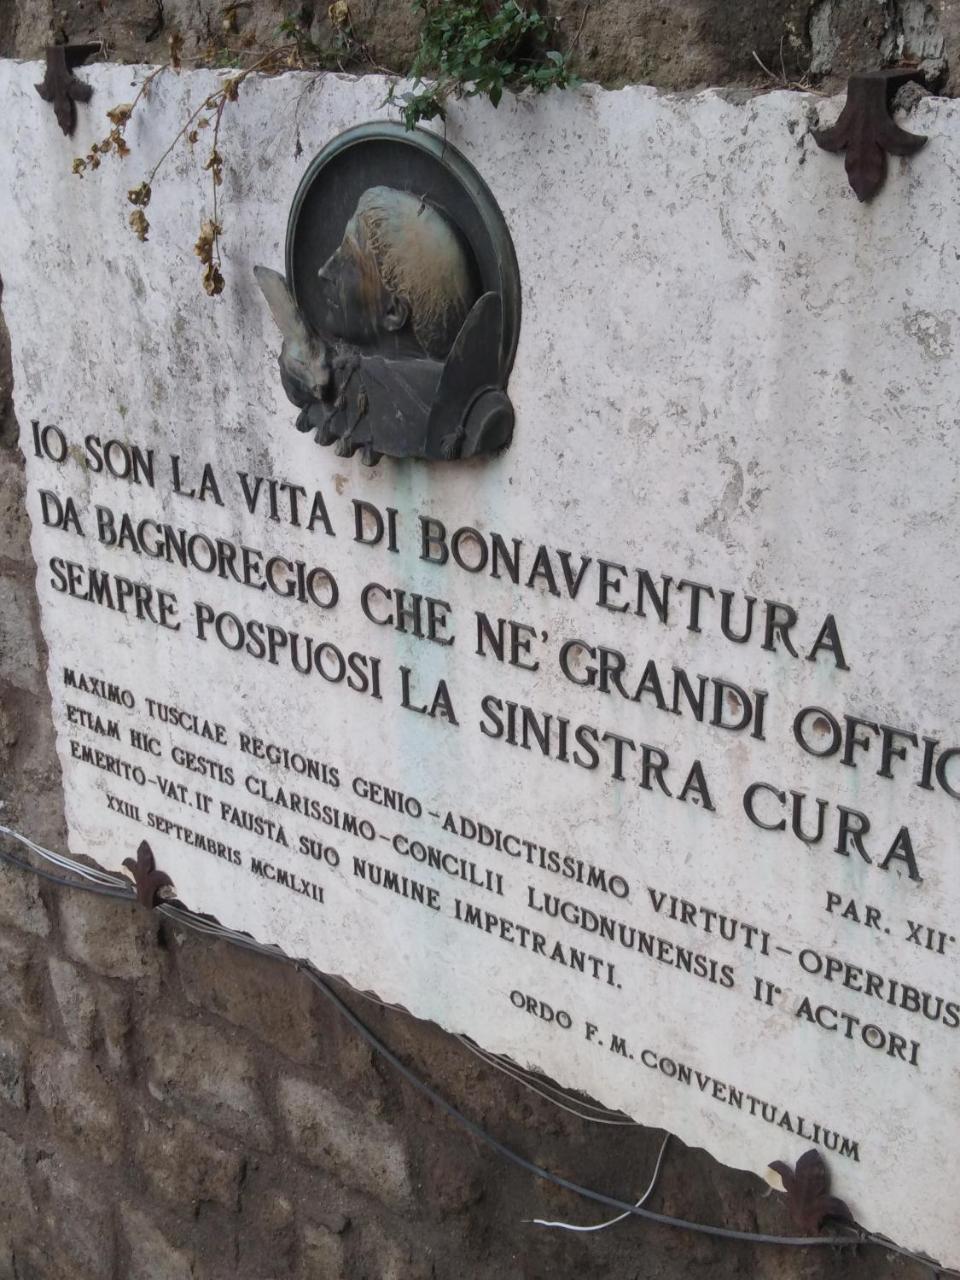 IO SON LA VITA DI BONAVENTURA
DA BAGNOREGIO CHE NE' GRANDI OFFIC
SEMPRE POSPUOSI LA SINISTRA CURA
PAR. XII
MAXIMO TUSCIAE REGIONIS GENIO-ADDICTISSIMO VIRTUTI-OPERIBUS
ETIAM HIC GESTIS CLARISSIMO-CONCILII LUGDNUNENSIS II ACTORI
EMERITO-VAT. II FAUSTA SUO NUMINE IMPETRANTI.
XXIII SEPTEMBRIS MCMLXII
ORDO F. M. CONVENTUALIUM